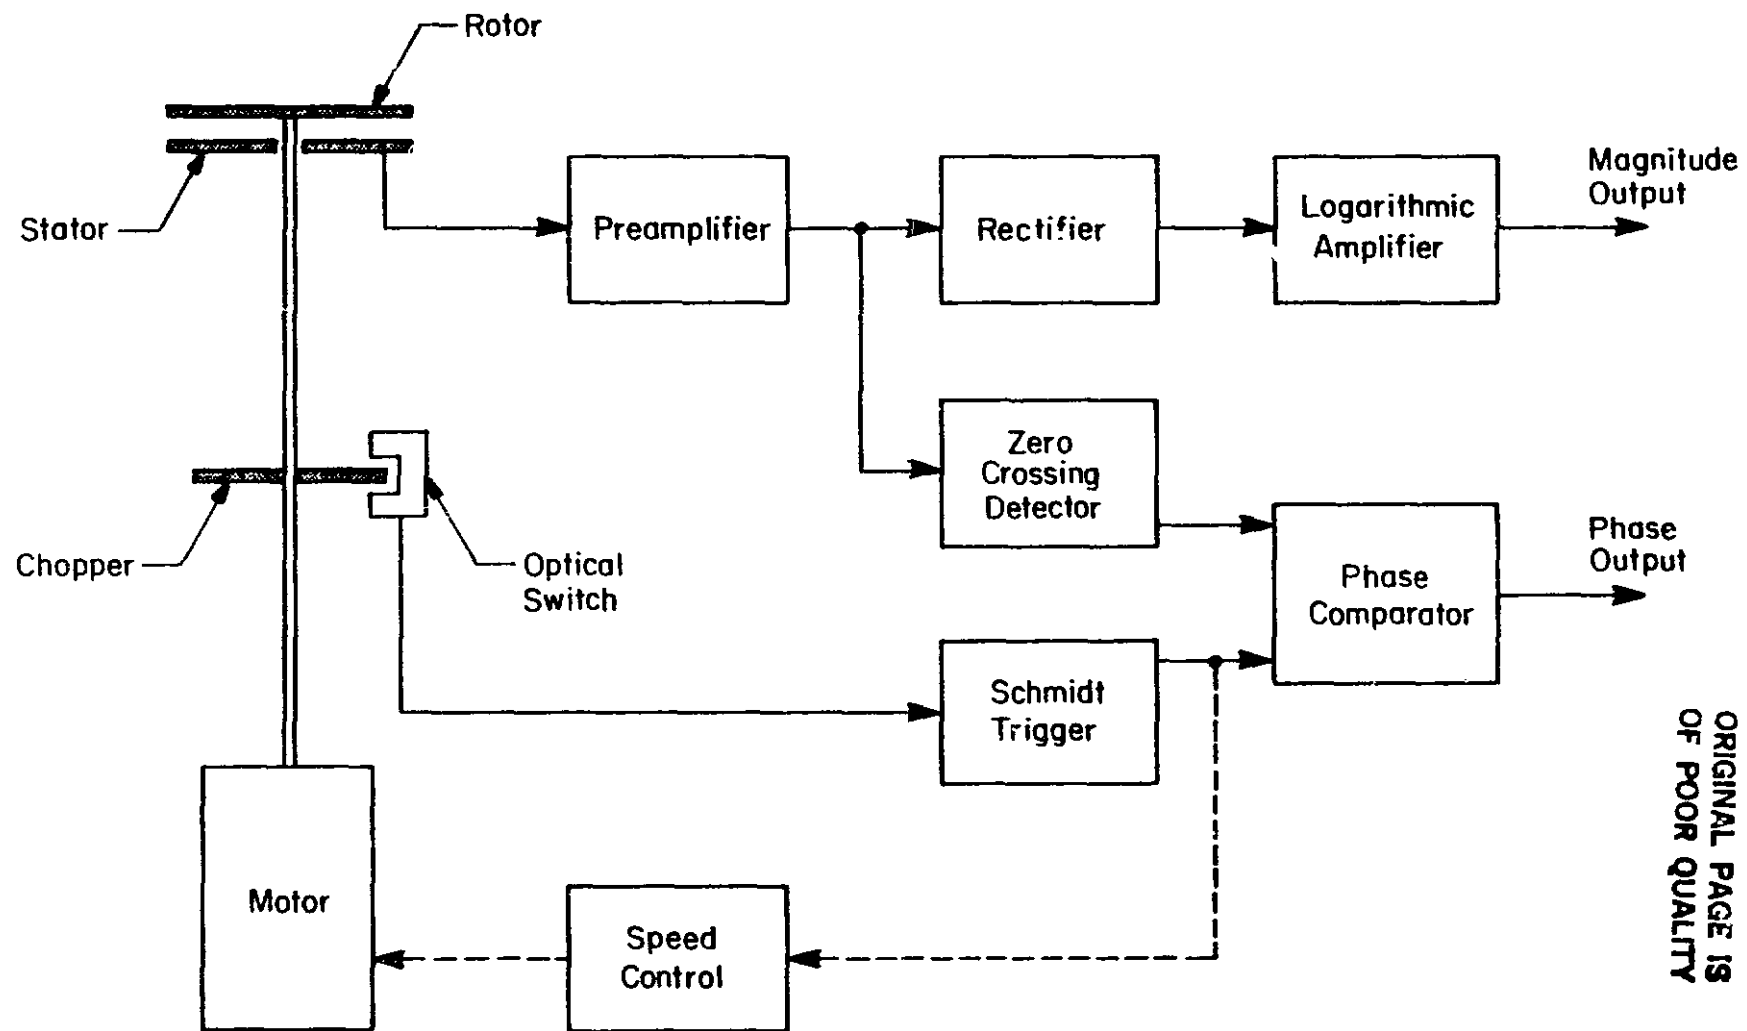 Rotor
Stator
Preamplifier
Rectifier
Logarithmic
Amplifier
Magnitude
Output
Zero
Crossing
Detector
Chopper
Optical
Switch
Phase
Comparator
Phase
Output
Schmidt
Trigger
Motor
Speed
Control
ORIGINAL PAGE IS
OF POOR QUALITY